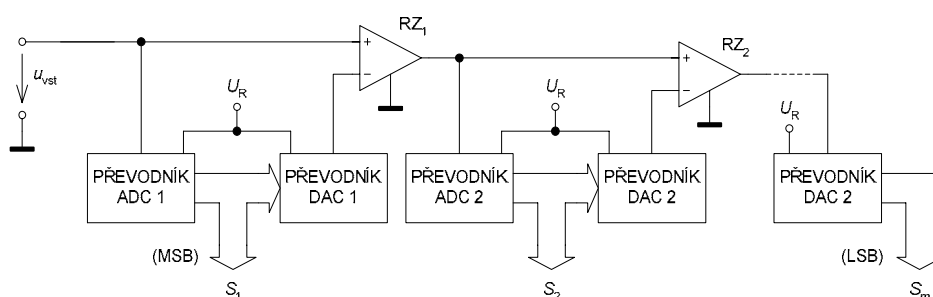 RZ1
RZ2
+
−
+
−
uvst
UR
UR
UR
PŘEVODNÍK
ADC 1
PŘEVODNÍK
DAC 1
PŘEVODNÍK
ADC 2
PŘEVODNÍK
DAC 2
PŘEVODNÍK
DAC 2
(MSB)
(LSB)
S1
S2
Sm